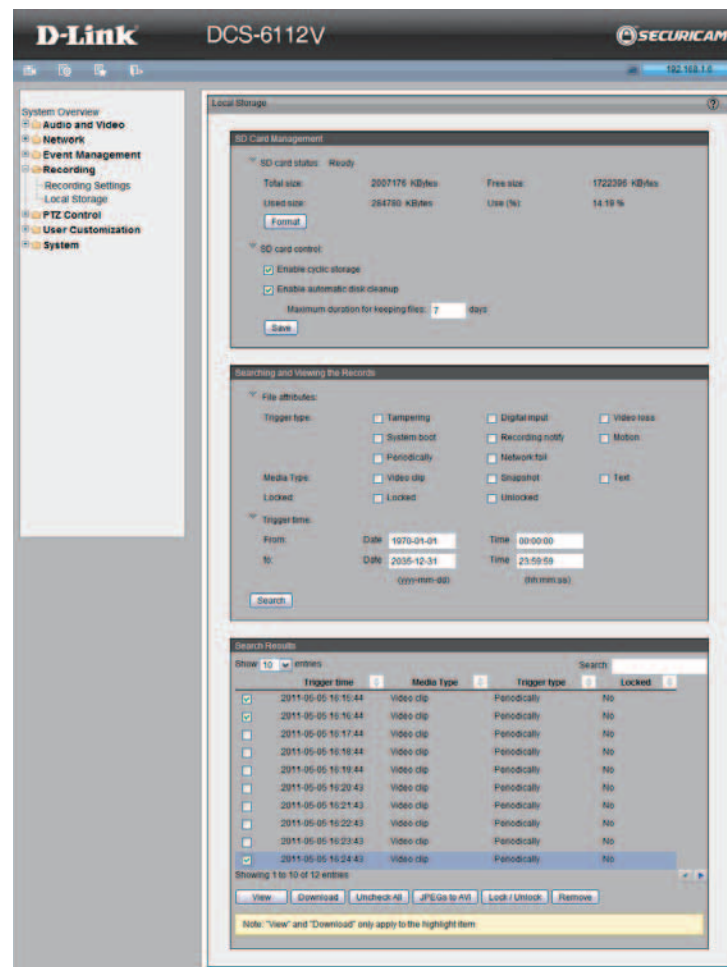 D-Link
DCS-6112V
SECURICAM
192.168.1.6
System Overview
Audio and Video
Network
Event Management
Recording
Recording Settings
Local Storage
PTZ Control
User Customization
System
Local Storage
SD Card Management
SD card status: Ready
Total size: 2007176 KBytes Free size: 1722396 KBytes
Used size: 284780 KBytes Use (%): 14.19 %
Format
SD card control:
Enable cyclic storage
Enable automatic disk cleanup
Maximum duration for keeping files: 7 days
Save
Searching and Viewing the Records
File attributes:
Trigger type: Tampering Digital input Video loss
System boot Recording notify Motion
Periodically Network fail
Media Type: Video clip Snapshot Text
Locked: Locked Unlocked
Trigger time:
From: Date 1970-01-01 Time 00:00:00
to: Date 2035-12-31 Time 23:59:59
(yyyy-mm-dd) (hh:mm:ss)
Search
Search Results
Show 10 entries Search:
Trigger time Media Type Trigger type Locked
2011-05-05 16:15:44 Video clip Periodically No
2011-05-05 16:16:44 Video clip Periodically No
2011-05-05 16:17:44 Video clip Periodically No
2011-05-05 16:18:44 Video clip Periodically No
2011-05-05 16:19:44 Video clip Periodically No
2011-05-05 16:20:43 Video clip Periodically No
2011-05-05 16:21:43 Video clip Periodically No
2011-05-05 16:22:43 Video clip Periodically No
2011-05-05 16:23:43 Video clip Periodically No
2011-05-05 16:24:43 Video clip Periodically No
Showing 1 to 10 of 12 entries
View Download Uncheck All JPEGs to AVI Lock / Unlock Remove
Note: "View" and "Download" only apply to the highlight item